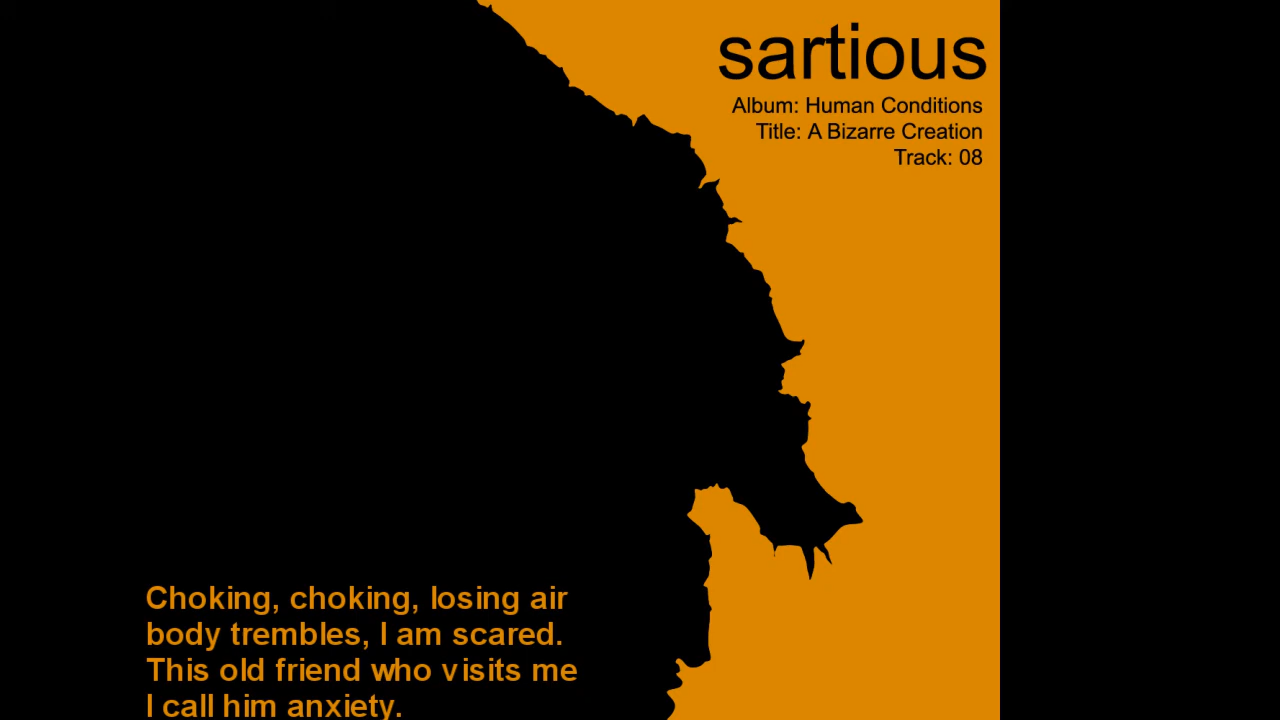 sartious
Album: Human Conditions
Title: A Bizarre Creation
Track: 08
Choking, choking, losing air
body trembles, I am scared.
This old friend who visits me
I call him anxiety.